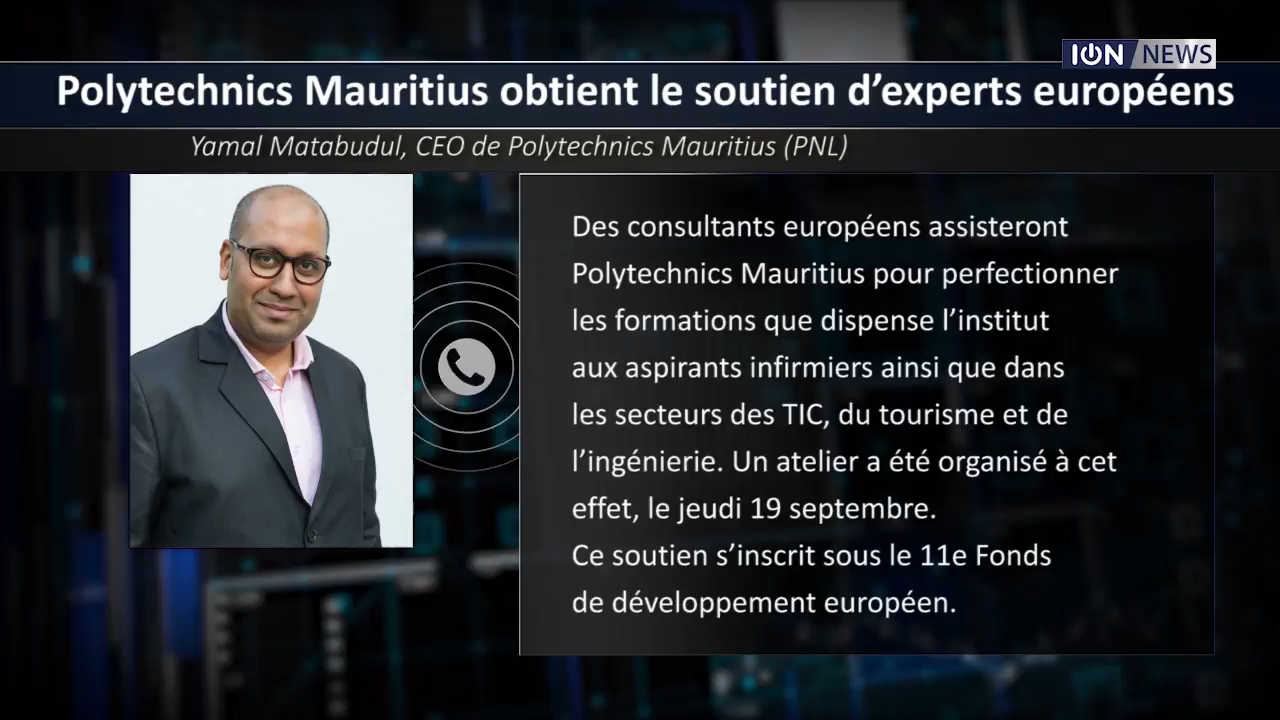 ION NEWS
Polytechnics Mauritius obtient le soutien d’experts européens
Yamal Matabudul, CEO de Polytechnics Mauritius (PNL)
Des consultants européens assisteront
Polytechnics Mauritius pour perfectionner
les formations que dispense l’institut
aux aspirants infirmiers ainsi que dans
les secteurs des TIC, du tourisme et de
l’ingénierie. Un atelier a été organisé à cet
effet, le jeudi 19 septembre.
Ce soutien s’inscrit sous le 11e Fonds
de développement européen.